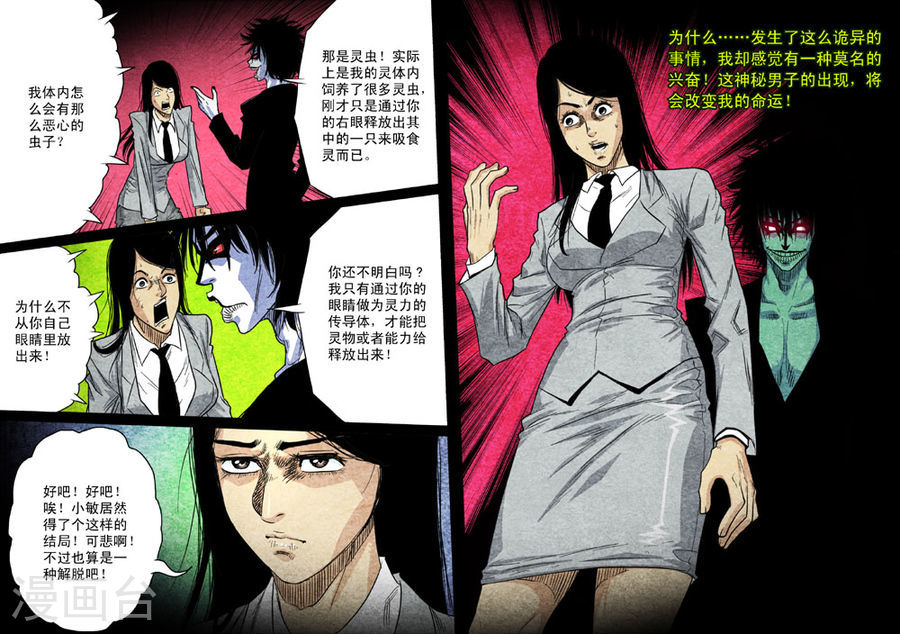 我体内怎
么会有那
么恶心的
虫子？
那是灵虫！实际
上是我的灵体内
饲养了很多灵虫，
刚才只是通过你
的右眼释放出其
中的一只来吸食
灵而已。
为什么不
从你自己
眼睛里放
出来！
你还不明白吗？
我只有通过你的
眼睛做为灵力的
传导体，才能把
灵物或者能力给
释放出来！
好吧！好吧！
唉！小敏居然
得了个这样的
结局！可悲啊！
不过也算是一
种解脱吧！
为什么……发生了这么诡异的
事情，我却感觉有一种莫名的
兴奋！这神秘男子的出现，将
会改变我的命运！
漫画台